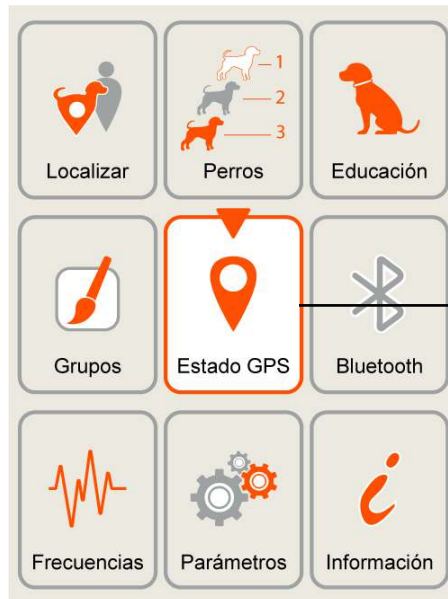 1
2
3
Localizar
Perros
Educación
Grupos
Estado GPS
Bluetooth
Frecuencias
Parámetros
Información